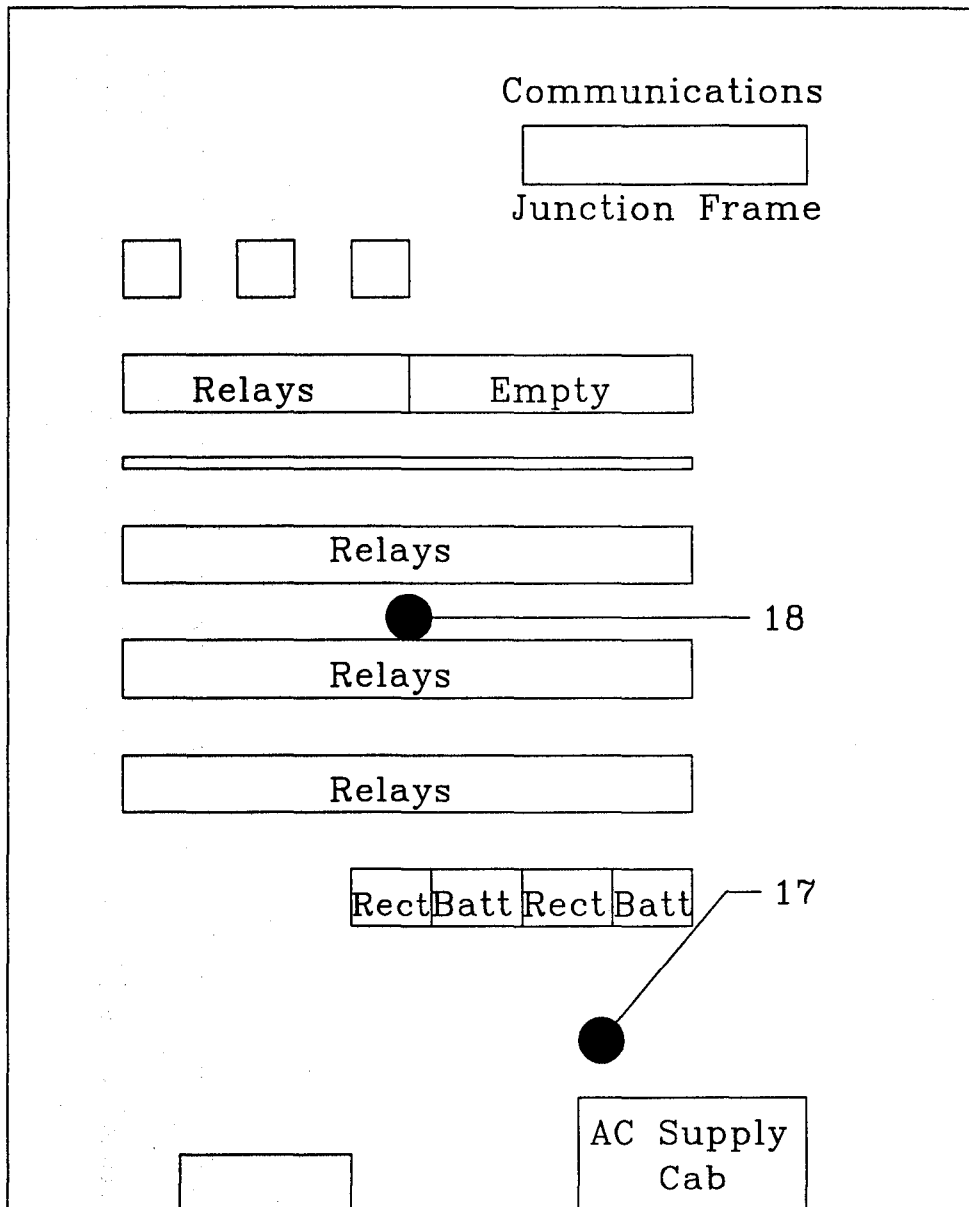 Communications
Junction Frame
Relays Empty
Relays
18
Relays
Relays
Rect Batt Rect Batt
17
AC Supply
Cab